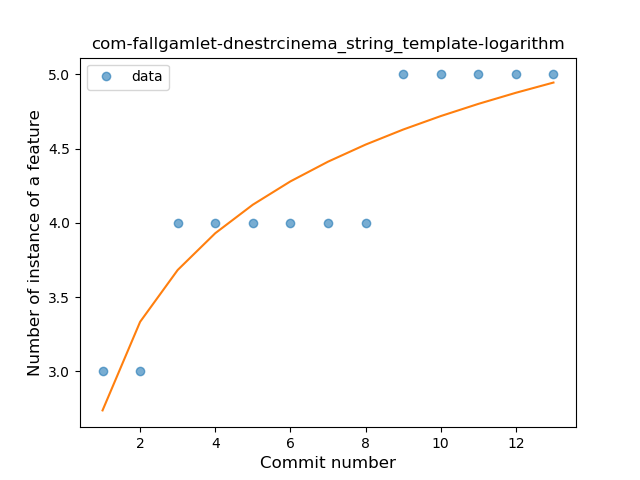 com-fallgamlet-dnestrcinema_string_template-logarithm
data
Number of instance of a feature
5.0
4.5
4.0
3.5
3.0
2
4
6
8
10
12
Commit number